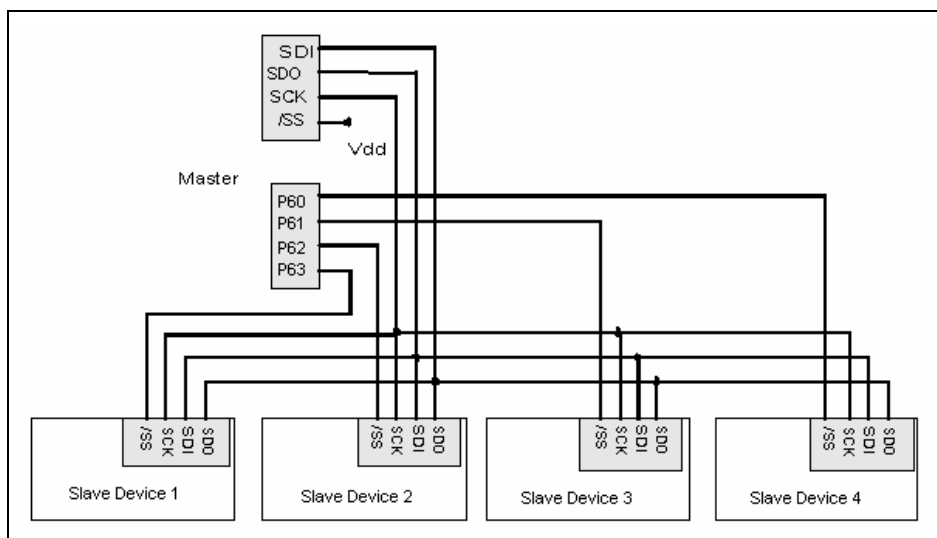 SDI
SDO
SCK
/SS
Vdd
Master
P60
P61
P62
P63
/SS
SCK
SDI
SDO
Slave Device 1
/SS
SCK
SDI
SDO
Slave Device 2
/SS
SCK
SDI
SDO
Slave Device 3
/SS
SCK
SDI
SDO
Slave Device 4